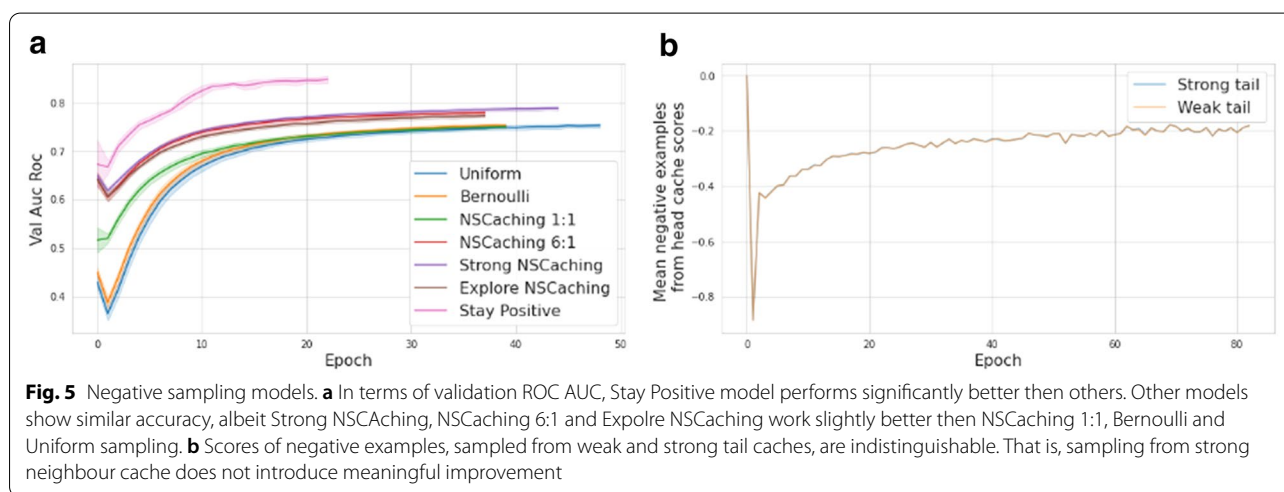 a
Val Auc Roc
0.8
0.7
0.6
0.5
0.4
0
10
20
30
40
50
Epoch
Uniform
Bernoulli
NSCaching 1:1
NSCaching 6:1
Strong NSCaching
Explore NSCaching
Stay Positive
b
Mean negative examples
from head cache scores
0.0
−0.2
−0.4
−0.6
−0.8
0
20
40
60
80
Epoch
Strong tail
Weak tail
Fig. 5 Negative sampling models. a In terms of validation ROC AUC, Stay Positive model performs significantly better then others. Other models
show similar accuracy, albeit Strong NSCAching, NSCaching 6:1 and Expolre NSCaching work slightly better then NSCaching 1:1, Bernoulli and
Uniform sampling. b Scores of negative examples, sampled from weak and strong tail caches, are indistinguishable. That is, sampling from strong
neighbour cache does not introduce meaningful improvement